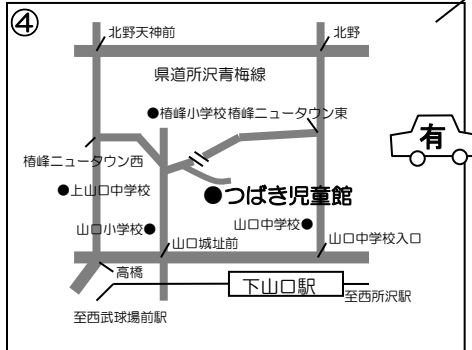 ④
北野天神前
北野
県道所沢青梅線
●椿峰小学校
椿峰ニュータウン東
有
椿峰ニュータウン西
●上山口中学校
●つばき児童館
山口小学校●
山口中学校●
山口城址前
山口中学校入口
高橋
下山口駅
至西所沢駅
至西武球場前駅